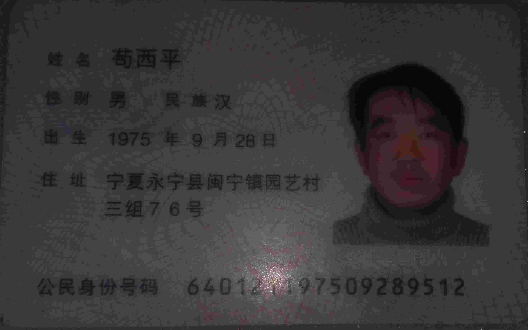 姓名 苟西平
性别 男 民族汉
出生 1975 年 9 月 28 日
住址 宁夏永宁县闽宁镇园艺村
三组76号
公民身份号码 640121197509289512